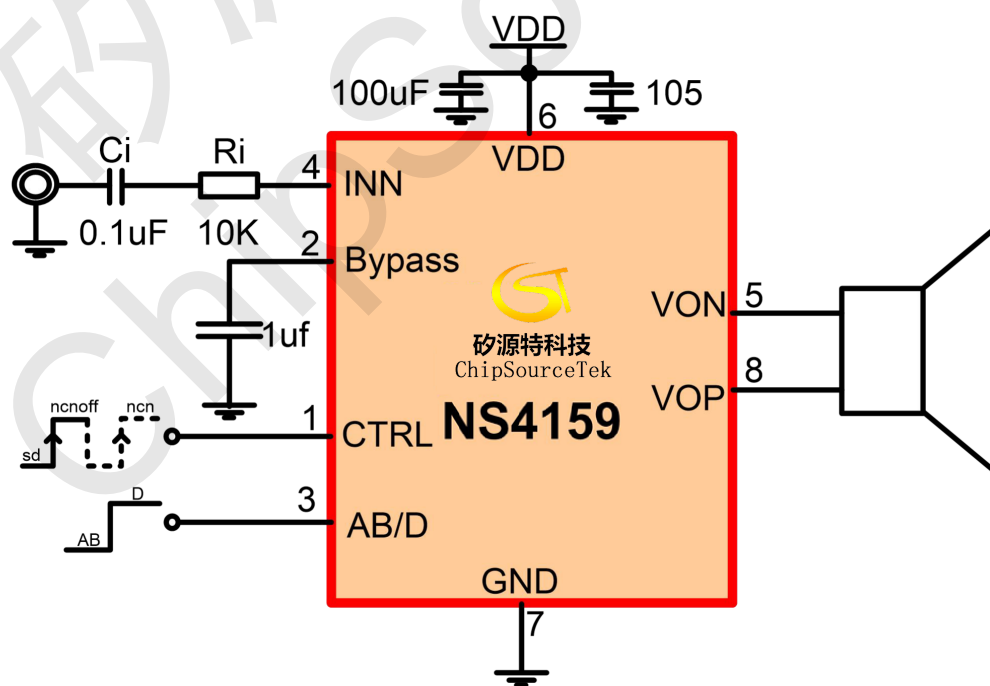 VDD
100uF
105
6
VDD
Ci
Ri
4
INN
0.1uF
10K
2
Bypass
1uf
VON
5
矽源特科技
ChipSourceTek
8
VOP
NS4159
ncnoff
ncn
sd
1
CTRL
D
AB
3
AB/D
GND
7